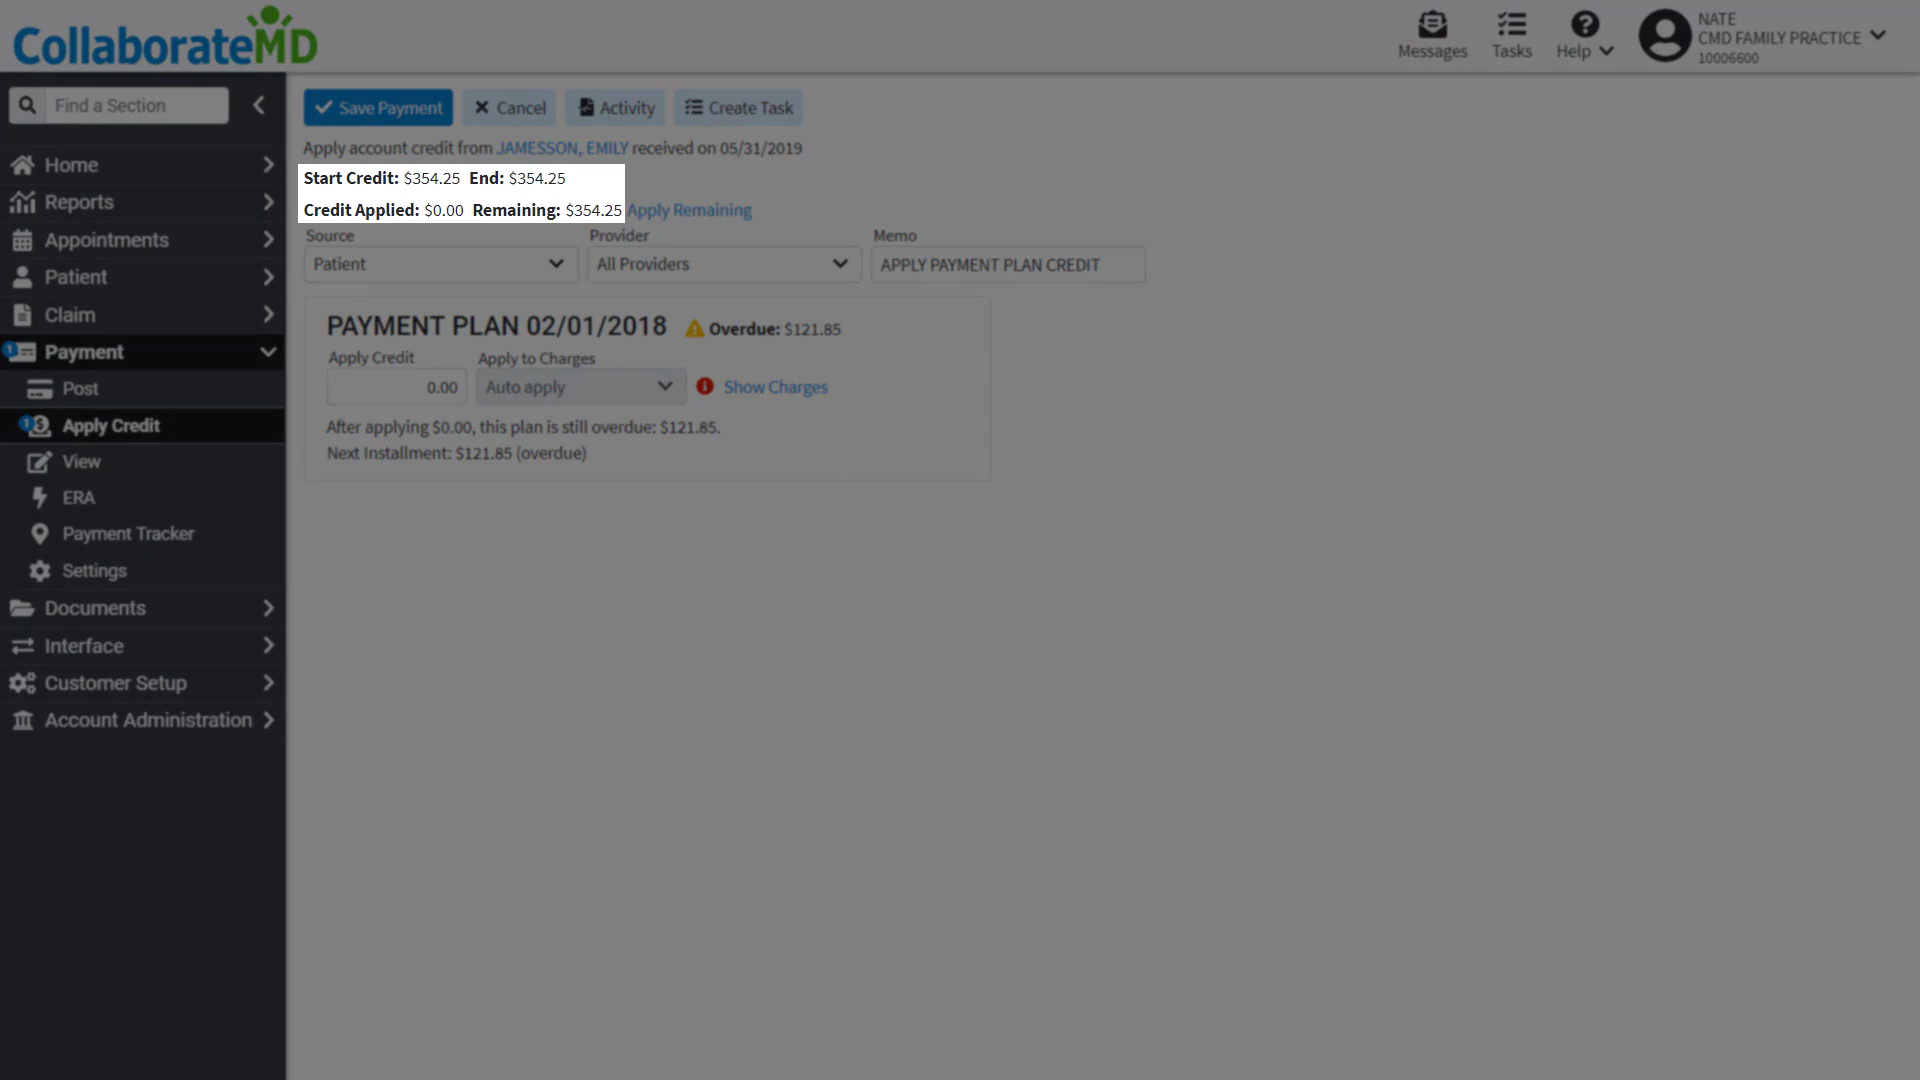 CollaborateMD
Messages
Tasks
Help
NATE
CMD FAMILY PRACTICE
10006600
Find a Section
Home
Reports
Appointments
Patient
Claim
1
Payment
Post
1
Apply Credit
View
ERA
Payment Tracker
Settings
Documents
Interface
Customer Setup
Account Administration
Save Payment
Cancel
Activity
Create Task
Apply account credit from JAMESSON, EMILY received on 05/31/2019
Start Credit: $354.25 End: $354.25
Credit Applied: $0.00 Remaining: $354.25 Apply Remaining
Source Provider Memo
Patient All Providers APPLY PAYMENT PLAN CREDIT
PAYMENT PLAN 02/01/2018 Overdue: $121.85
Apply Credit Apply to Charges
0.00 Auto apply Show Charges
After applying $0.00, this plan is still overdue: $121.85.
Next Installment: $121.85 (overdue)